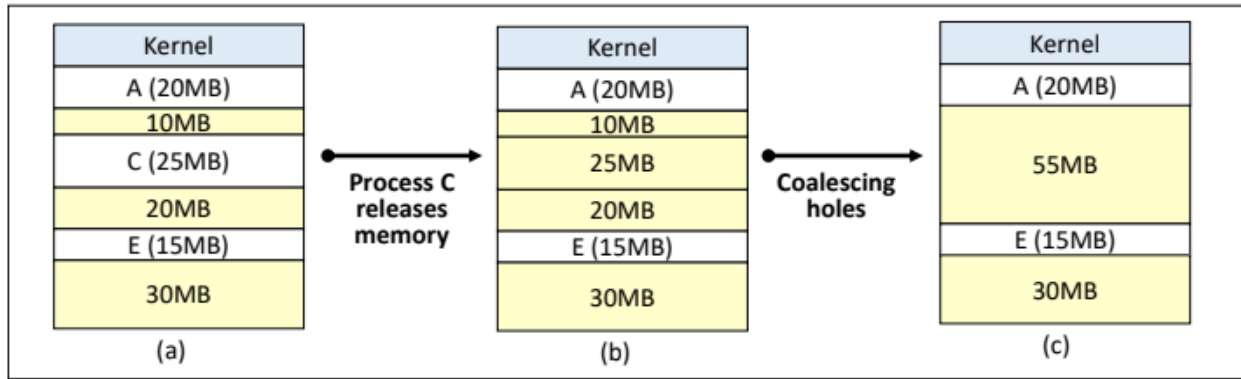 Kernel
A (20MB)
10MB
C (25MB)
20MB
E (15MB)
30MB
(a)
Process C
releases
memory
Kernel
A (20MB)
10MB
25MB
20MB
E (15MB)
30MB
(b)
Coalescing
holes
Kernel
A (20MB)
55MB
E (15MB)
30MB
(c)